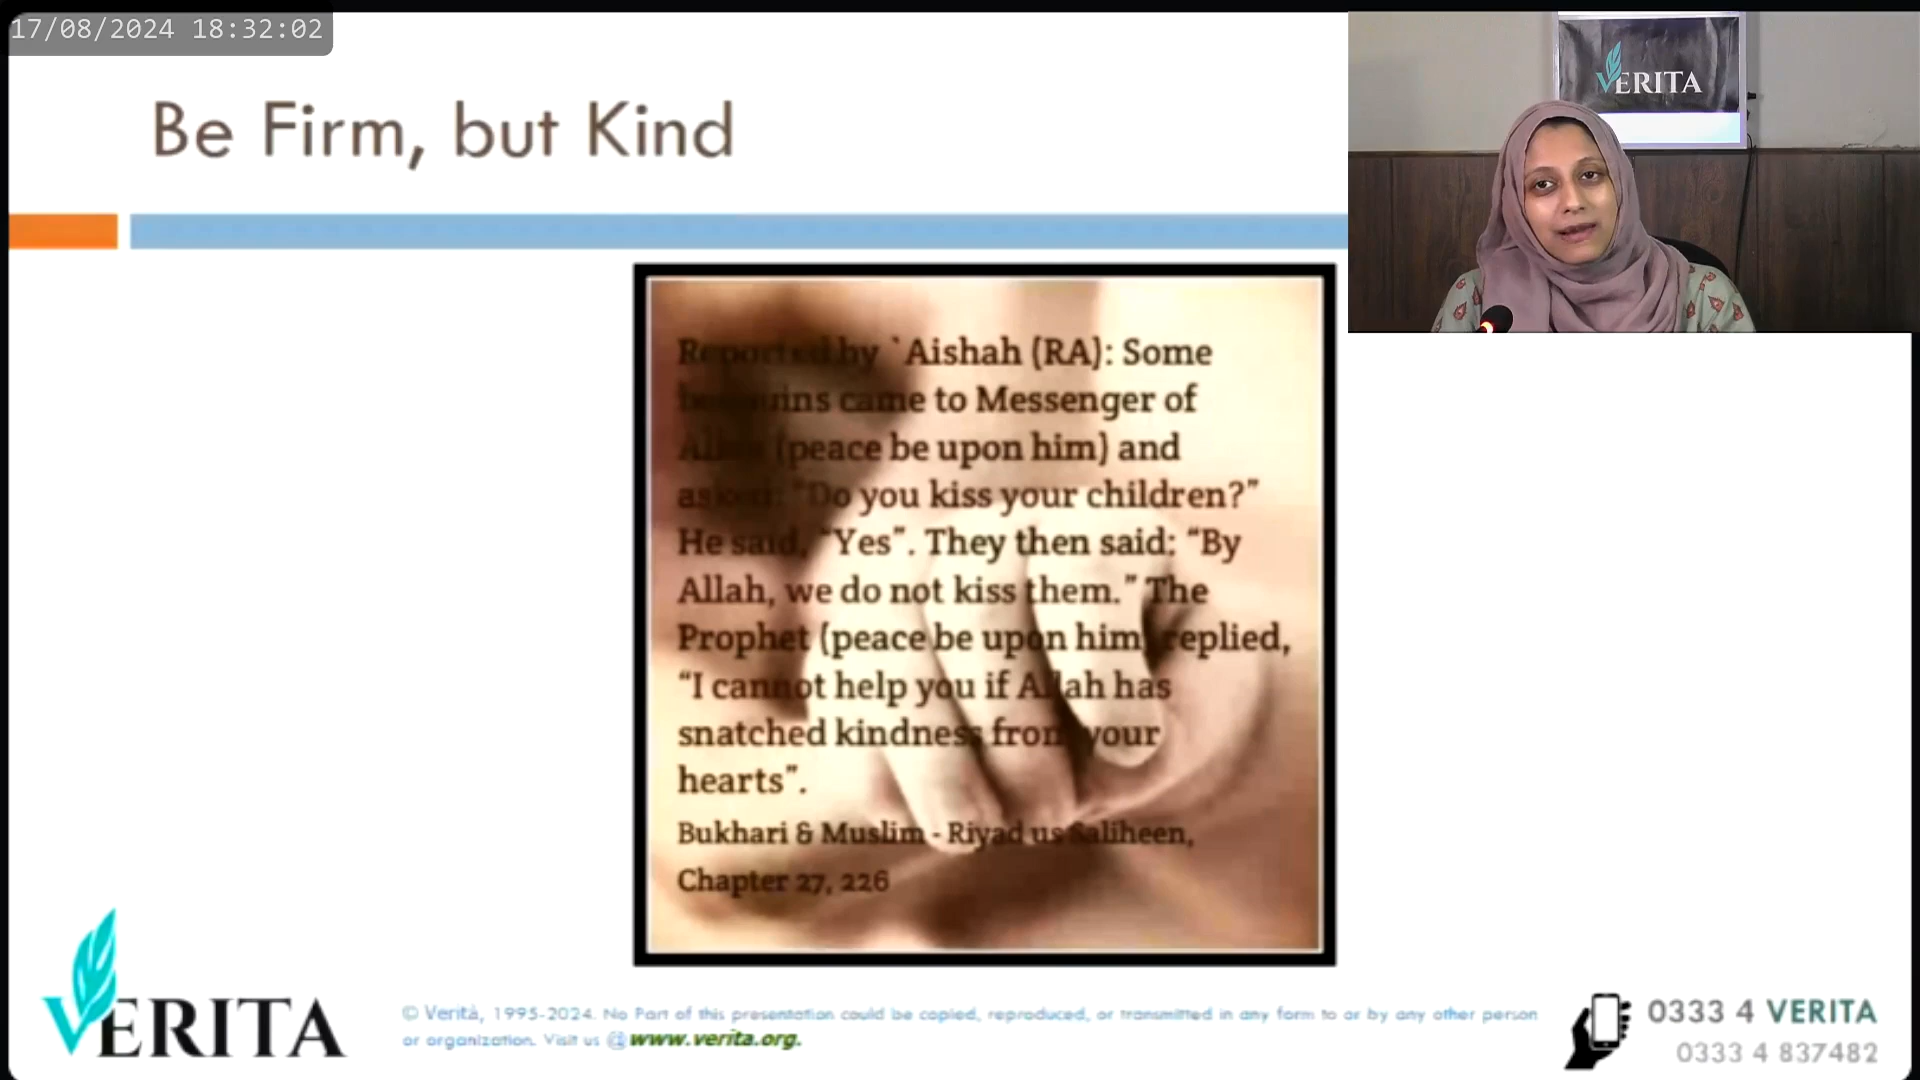 17/08/2024 18:32:02
Be Firm, but Kind
VERITA
Reported by `Aishah (RA): Some
bedouins came to Messenger of
Allah (peace be upon him) and
asked: “Do you kiss your children?”
He said, “Yes”. They then said: “By
Allah, we do not kiss them.” The
Prophet (peace be upon him) replied,
“I cannot help you if Allah has
snatched kindness from your
hearts”.
Bukhari & Muslim - Riyad us Saliheen,
Chapter 27, 226
VERITA
© Verità, 1995-2024. No Part of this presentation could be copied, reproduced, or transmitted in any form to or by any other person
or organization. Visit us @ www.verita.org.
0333 4 VERITA
0333 4 837482